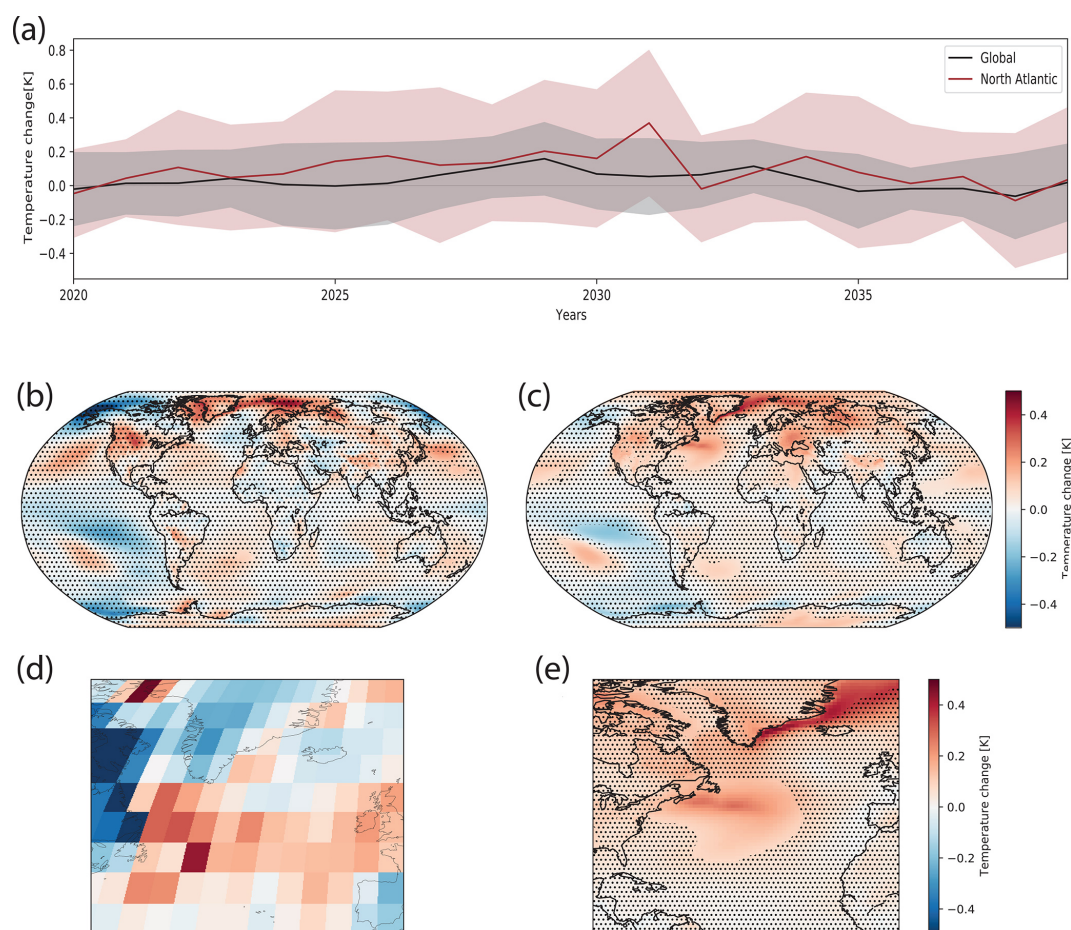 (a)
Temperature change[K]
0.8
0.6
0.4
0.2
0.0
−0.2
−0.4
Global
North Atlantic
2020
2025
2030
2035
Years
(b)
(c)
0.4
0.2
0.0
−0.2
−0.4
Temperature change [K]
(d)
(e)
0.4
0.2
0.0
−0.2
−0.4
Temperature change [K]